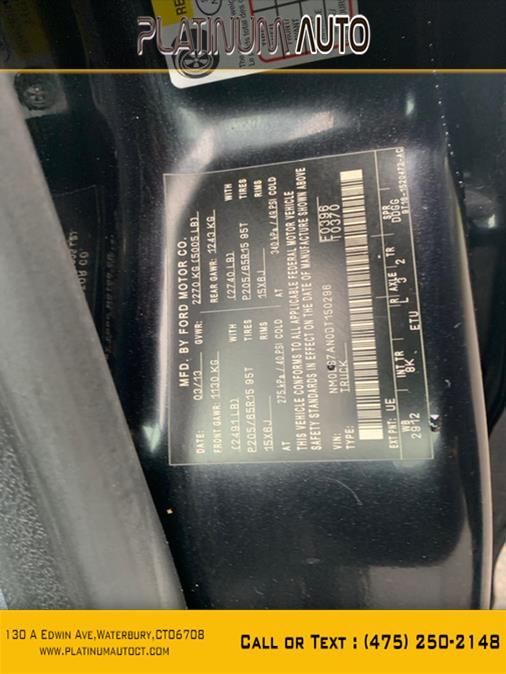 PLATINUM AUTO
MFD. BY FORD MOTOR CO.
DATE: 03/13 GVWR: 2270 KG (5005 LB)
FRONT GAWR: 1130 KG REAR GAWR: 1243 KG
(2491 LB) WITH (2740 LB) WITH
P205/65R15 95T TIRES P205/65R15 95T TIRES
15X6J RIMS 15X6J RIMS
AT 275 kPa / 40 PSI COLD AT 340 kPa / 49 PSI COLD
THIS VEHICLE CONFORMS TO ALL APPLICABLE FEDERAL MOTOR VEHICLE
SAFETY STANDARDS IN EFFECT ON THE DATE OF MANUFACTURE SHOWN ABOVE
VIN: F0396
TYPE: TRUCK T0370
EXT PNT: UE
WB INT TR R AXLE TR SPR
2912 8K ETU L 3 2 DDGG
130 A EDWIN AVE,WATERBURY,CT06708
WWW.PLATINUMAUTOCT.COM
CALL OR TEXT : (475) 250-2148